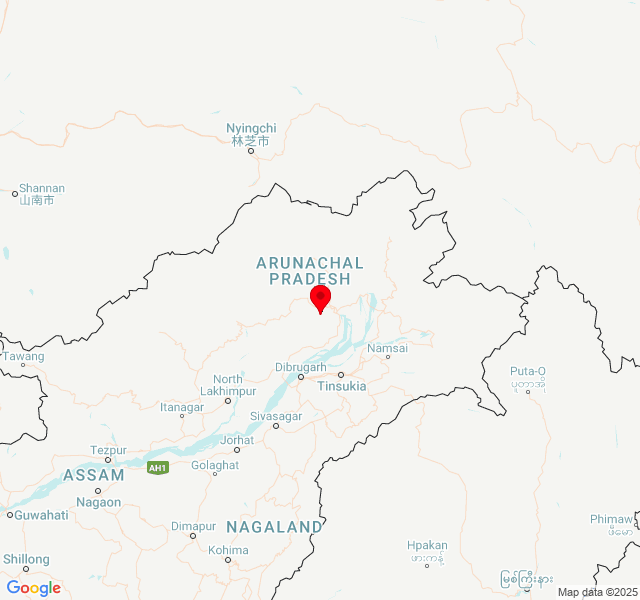 Nyingchi
林芝市
Shannan
山南市
ARUNACHAL
PRADESH
Tawang
Namsai
Puta-O
ပူတာအို
Dibrugarh
Tinsukia
North
Lakhimpur
Itanagar
Sivasagar
Jorhat
Tezpur
Golaghat
AH1
ASSAM
Nagaon
Guwahati
Dimapur
NAGALAND
Phimaw
ဖီမော
Kohima
Shillong
Hpakan
ဖားကန့်
မြစ်ကြီးနား
Google
Map data ©2025